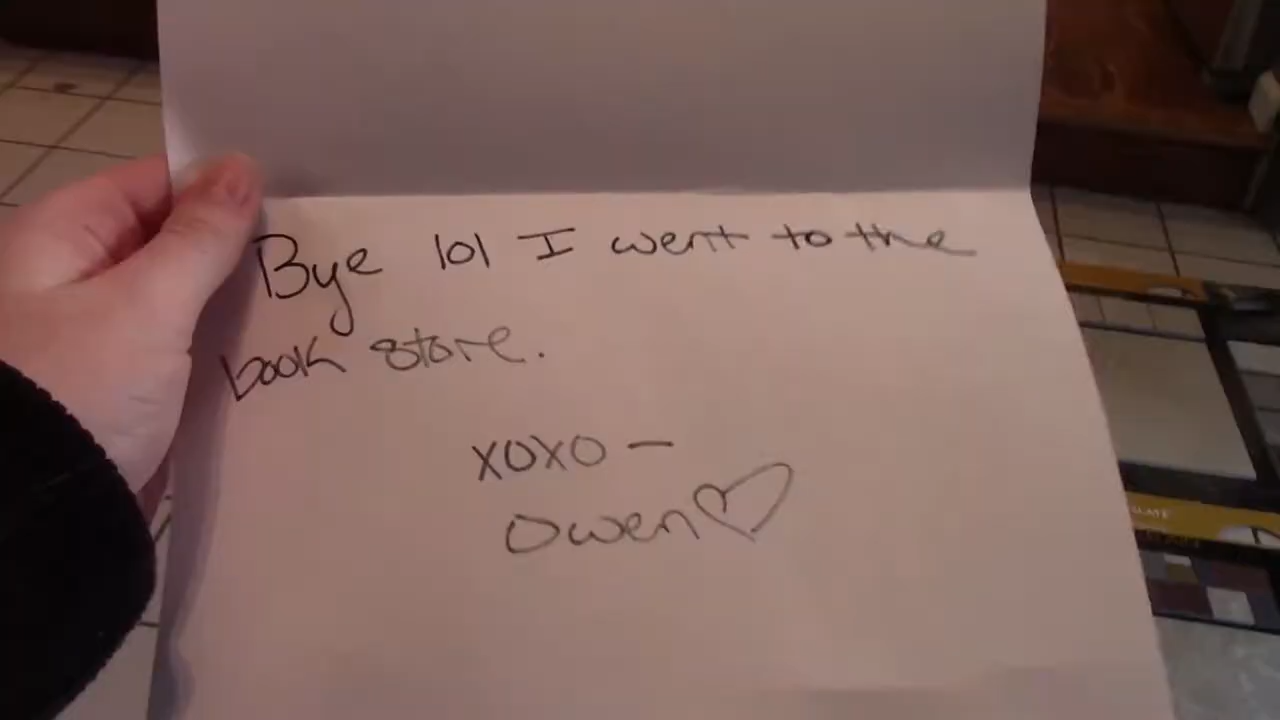 Bye lol I went to the
book store.
xoxo –
Owen♡